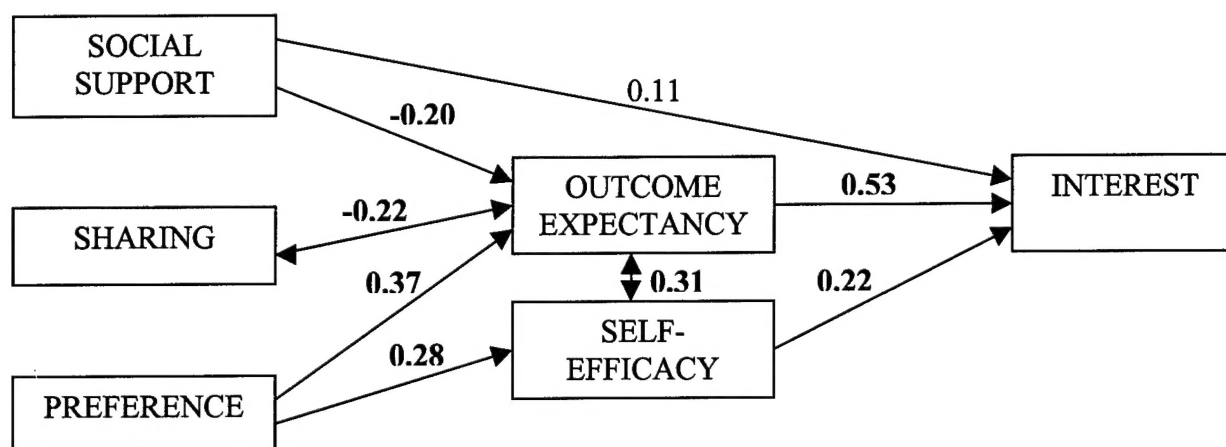 SOCIAL
SUPPORT
0.11
-0.20
OUTCOME
EXPECTANCY
0.53
INTEREST
SHARING
-0.22
0.37
0.31
0.22
SELF-
EFFICACY
0.28
PREFERENCE